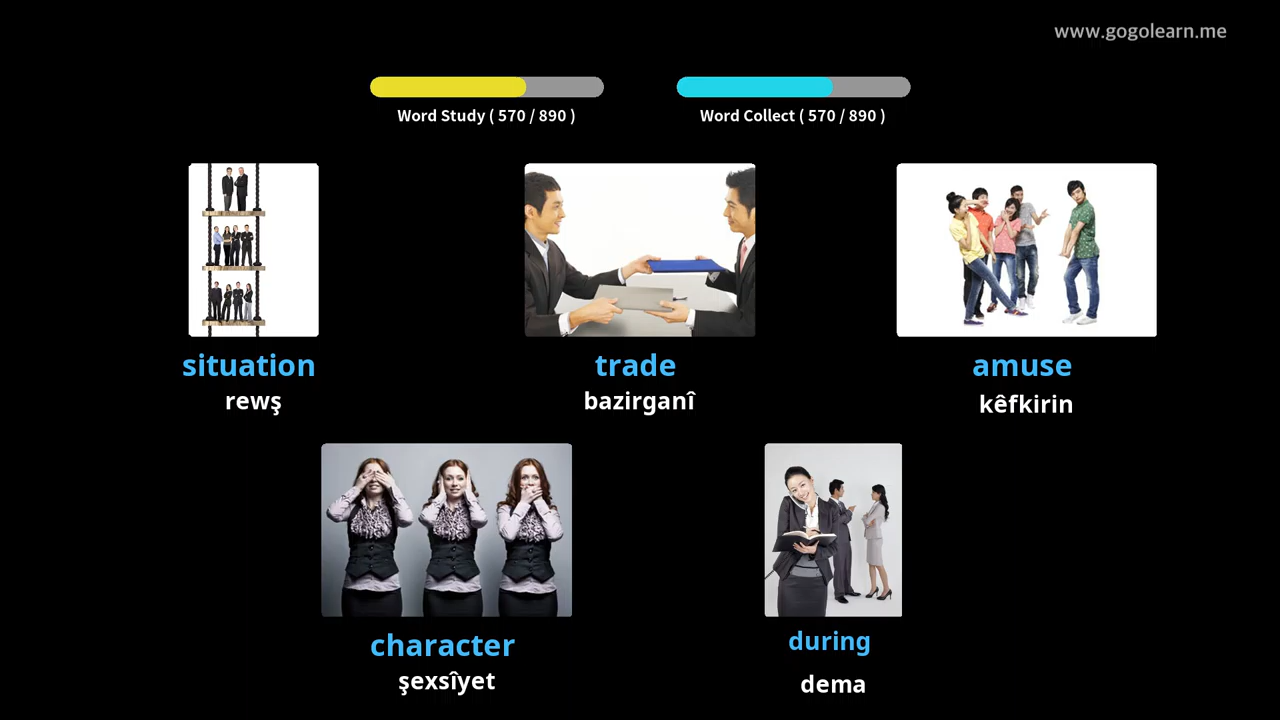 www.gogolearn.me
Word Study ( 570 / 890 )
Word Collect ( 570 / 890 )
situation
rewş
trade
bazirganî
amuse
kêfkirin
character
şexsîyet
during
dema